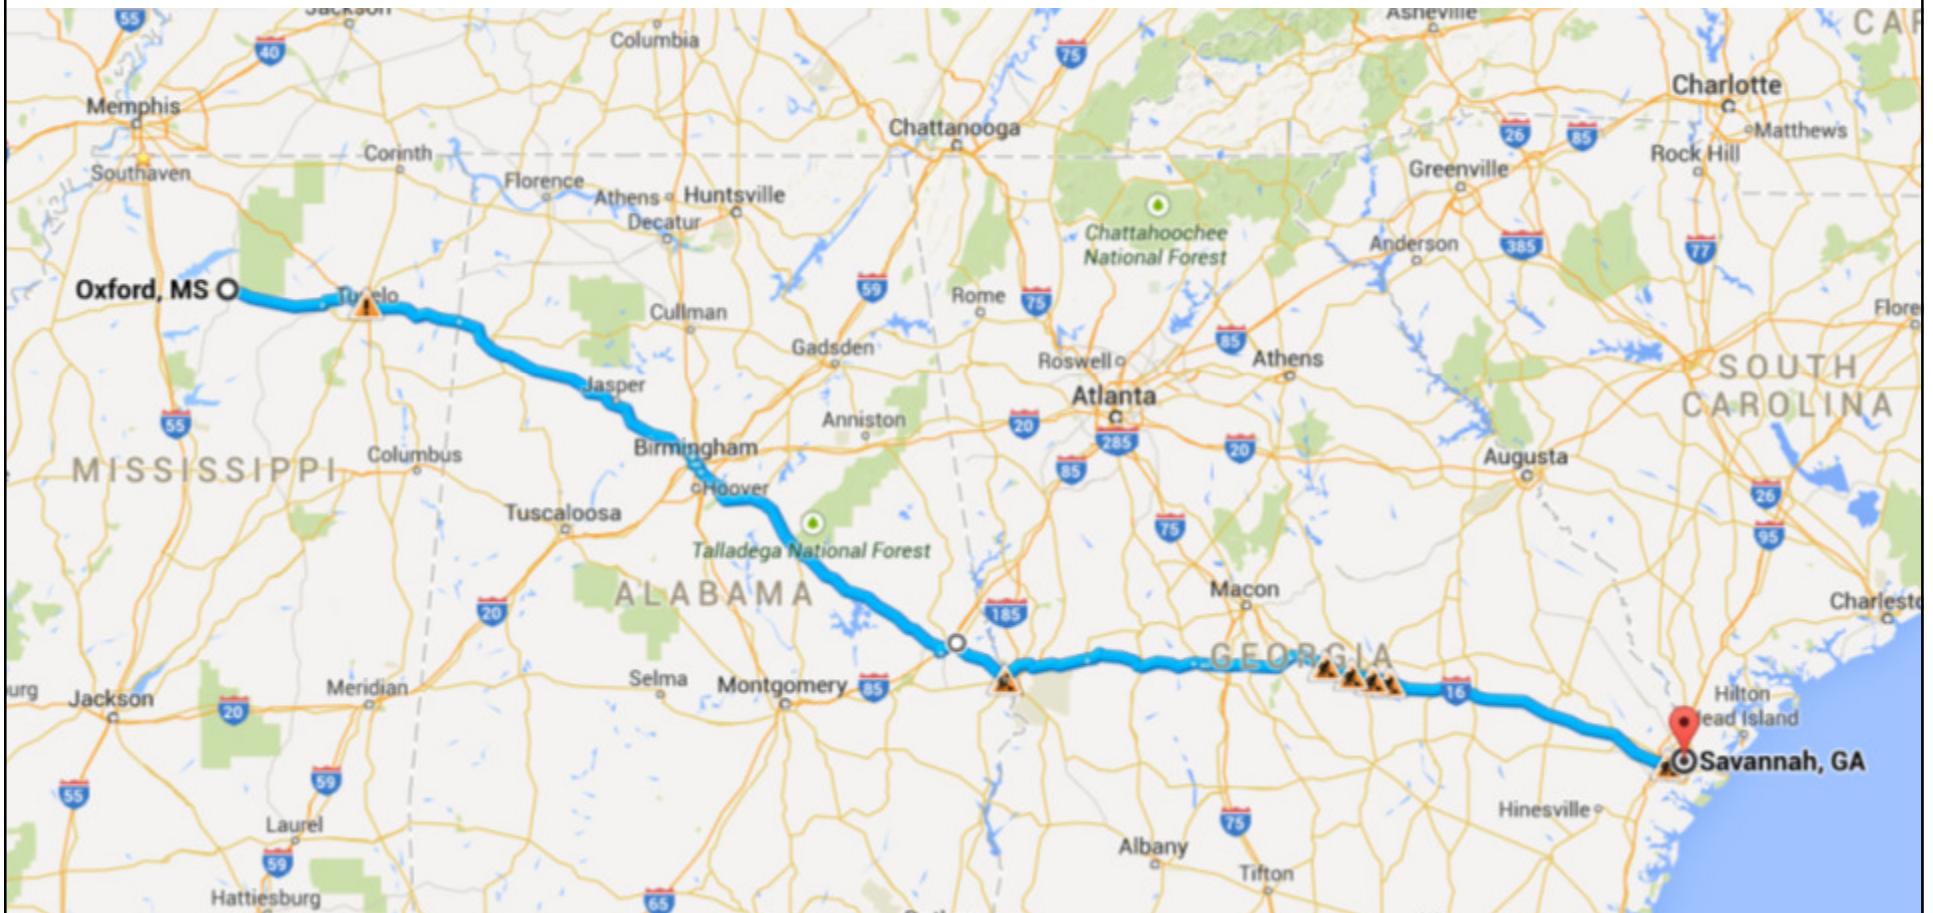 Jackson
Asheville
55
40
Columbia
75
CAR
Memphis
Charlotte
Chattanooga
26
85
Matthews
Corinth
Rock Hill
Southaven
Florence
Athens
Huntsville
Greenville
Decatur
Chattahoochee
National Forest
Anderson
385
77
Oxford, MS
Tupelo
59
Rome
75
Cullman
Flore
Gadsden
85
Roswell
Athens
SOUTH
CAROLINA
Jasper
Atlanta
55
Anniston
20
285
20
Birmingham
Columbus
85
Augusta
MISSISSIPPI
Hoover
26
Tuscaloosa
75
95
Talladega National Forest
ALABAMA
Macon
20
185
Charlesto
GEORGIA
urg
Jackson
Meridian
Selma
Montgomery
85
16
Hilton
Head Island
20
Savannah, GA
59
55
Hinesville
Laurel
75
59
Albany
Tifton
Hattiesburg
65